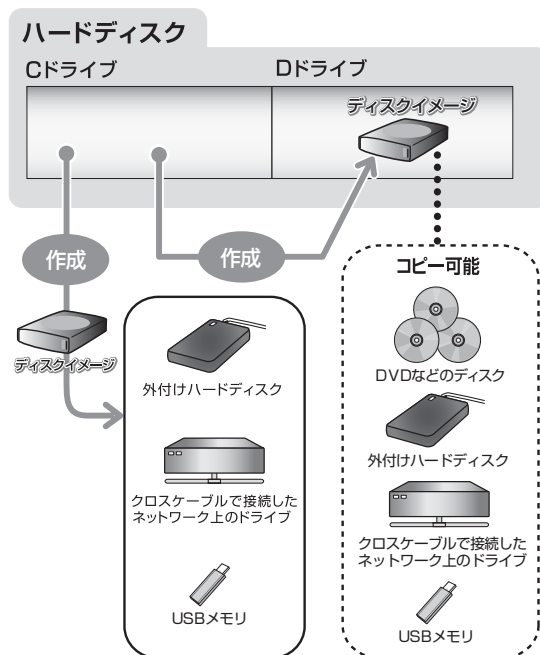 ハードディスク
Cドライブ
Dドライブ
ディスクイメージ
作成
作成
ディスクイメージ
外付けハードディスク
クロスケーブルで接続した
ネットワーク上のドライブ
USBメモリ
コピー可能
DVDなどのディスク
外付けハードディスク
クロスケーブルで接続した
ネットワーク上のドライブ
USBメモリ